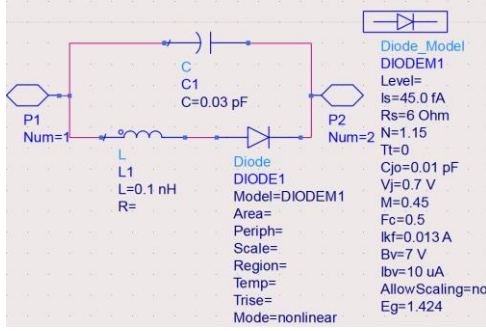 C
C1
C=0.03 pF
P1
Num=1
L
L1
L=0.1 nH
R=
Diode
DIODE1
Model=DIODEM1
Area=
Periph=
Scale=
Region=
Temp=
Trise=
Mode=nonlinear
P2
Num=2
Diode_Model
DIODEM1
Level=
Is=45.0 fA
Rs=6 Ohm
N=1.15
Tt=0
Cjo=0.01 pF
Vj=0.7 V
M=0.45
Fc=0.5
Ikf=0.013 A
Bv=7 V
Ibv=10 uA
AllowScaling=no
Eg=1.424